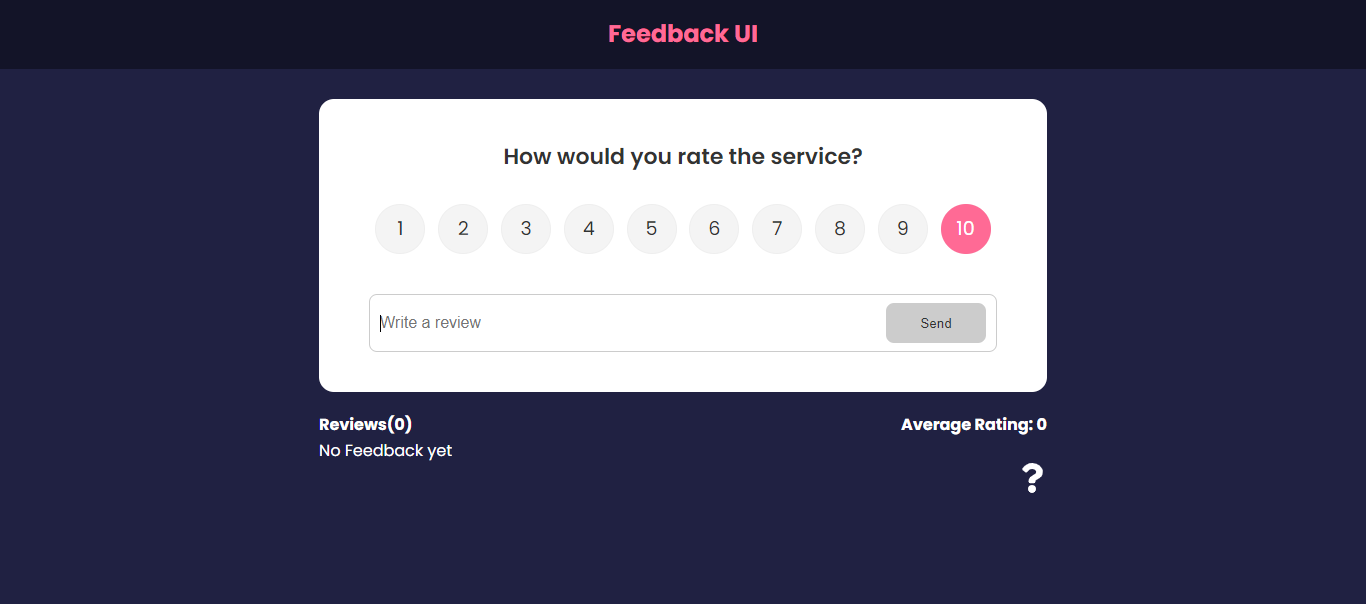 Feedback UI
How would you rate the service?
1 2 3 4 5 6 7 8 9 10
Write a review Send
Reviews(0) Average Rating: 0
No Feedback yet
?